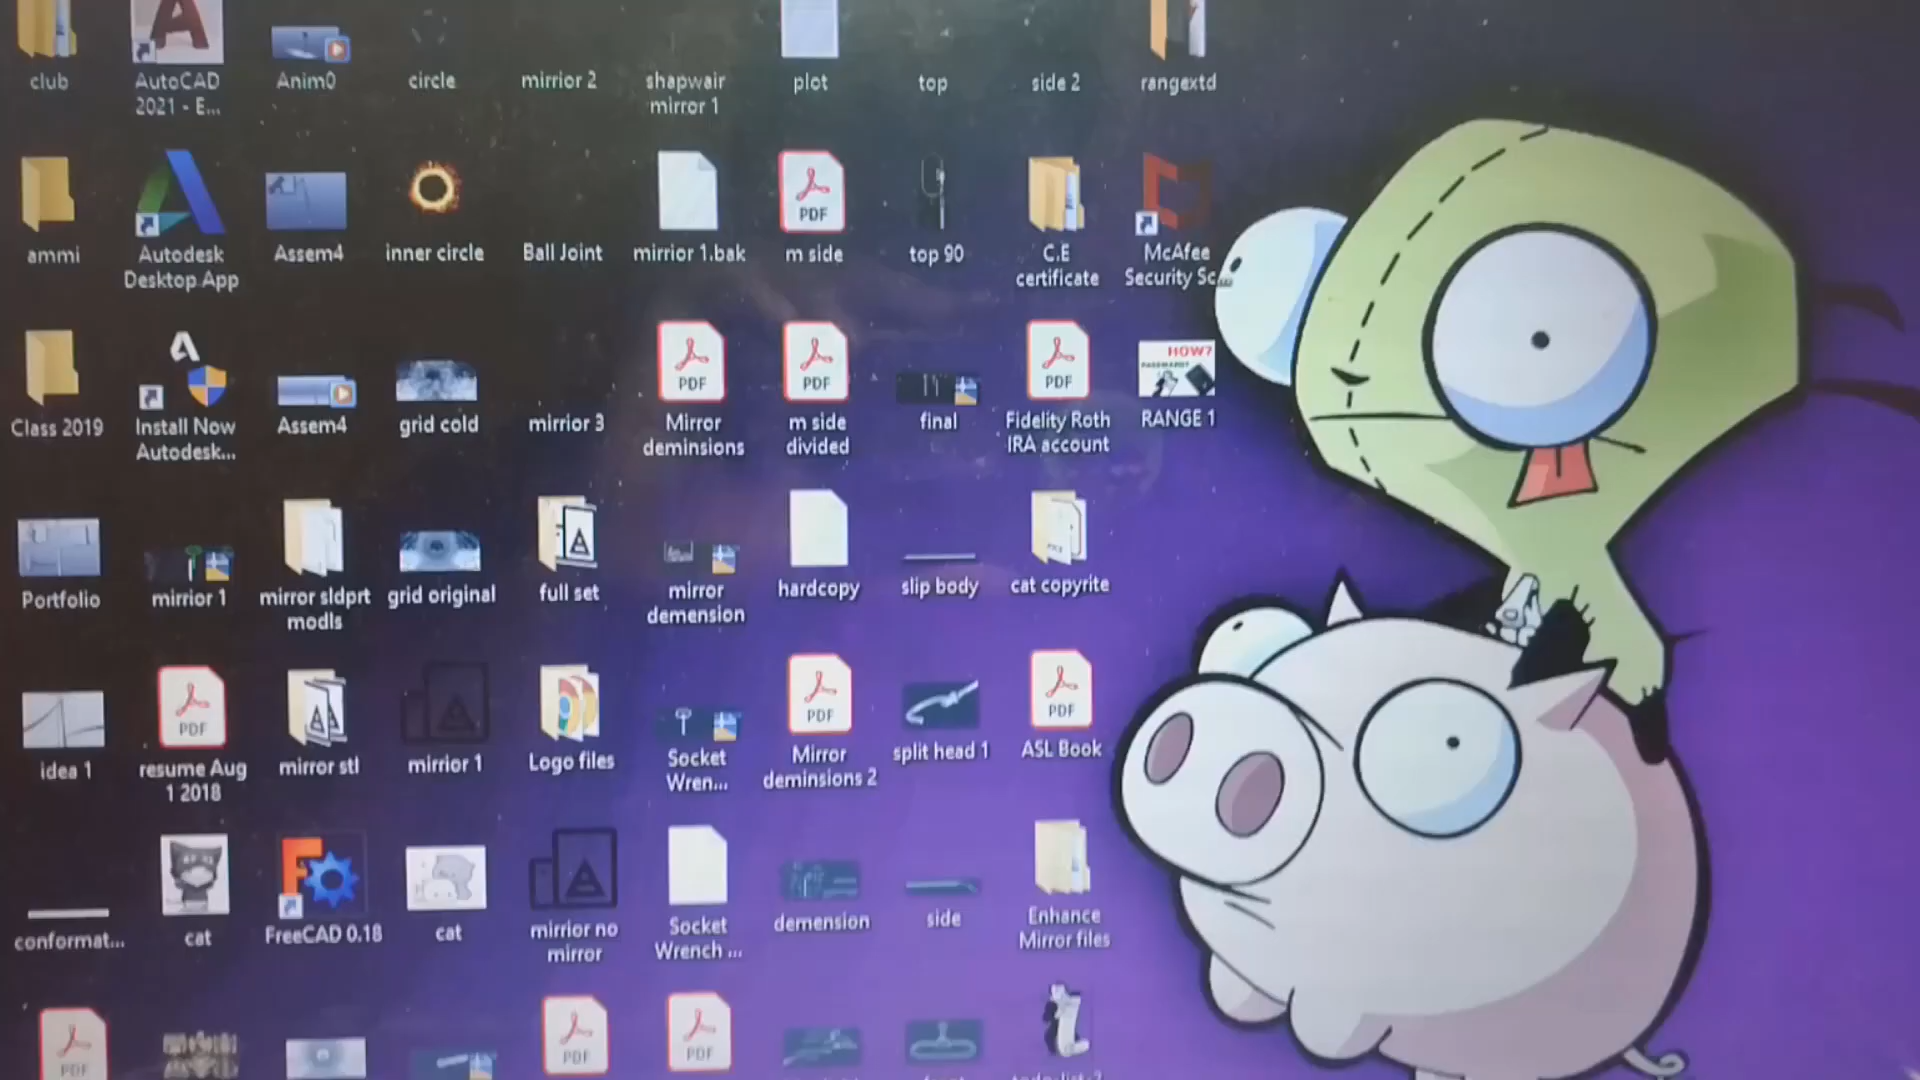 club
AutoCAD
2021 - E...
Anim0
circle
mirrior 2
shapwair
mirror 1
plot
top
side 2
rangextd
ammi
Autodesk
Desktop App
Assem4
inner circle
Ball Joint
mirrior 1.bak
PDF
m side
top 90
C.E
certificate
McAfee
Security Sc...
Class 2019
Install Now
Autodesk...
Assem4
grid cold
mirrior 3
PDF
Mirror
deminsions
PDF
m side
divided
final
PDF
Fidelity Roth
IRA account
HOW?
RANGE 1
Portfolio
mirrior 1
mirror sldprt
modls
grid original
full set
mirror
demension
hardcopy
slip body
cat copyrite
idea 1
PDF
resume Aug
1 2018
mirror stl
mirrior 1
Logo files
Socket
Wren...
PDF
Mirror
deminsions 2
split head 1
PDF
ASL Book
conformat...
cat
FreeCAD 0.18
cat
mirrior no
mirror
Socket
Wrench ...
demension
side
Enhance
Mirror files
PDF
PDF
PDF